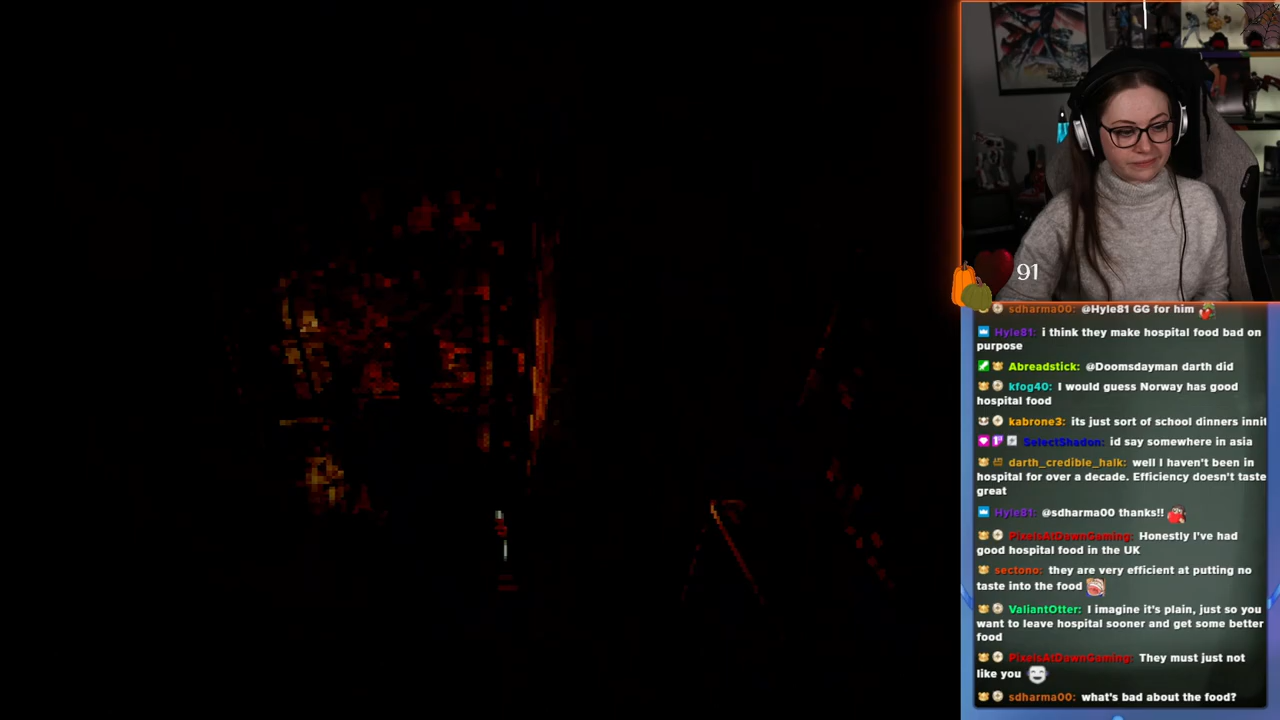 91
sdharma00: @Hyle81 GG for him
Hyle81: i think they make hospital food bad on
purpose
Abreadstick: @Doomsdayman darth did
kfog40: I would guess Norway has good
hospital food
kabrone3: its just sort of school dinners innit
SelectShadon: id say somewhere in asia
darth_credible_halk: well I haven't been in
hospital for over a decade. Efficiency doesn't taste
great
Hyle81: @sdharma00 thanks!!
PixelsAtDawnGaming: Honestly I've had
good hospital food in the UK
sectono: they are very efficient at putting no
taste into the food
ValiantOtter: I imagine it's plain, just so you
want to leave hospital sooner and get some better
food
PixelsAtDawnGaming: They must just not
like you
sdharma00: what's bad about the food?